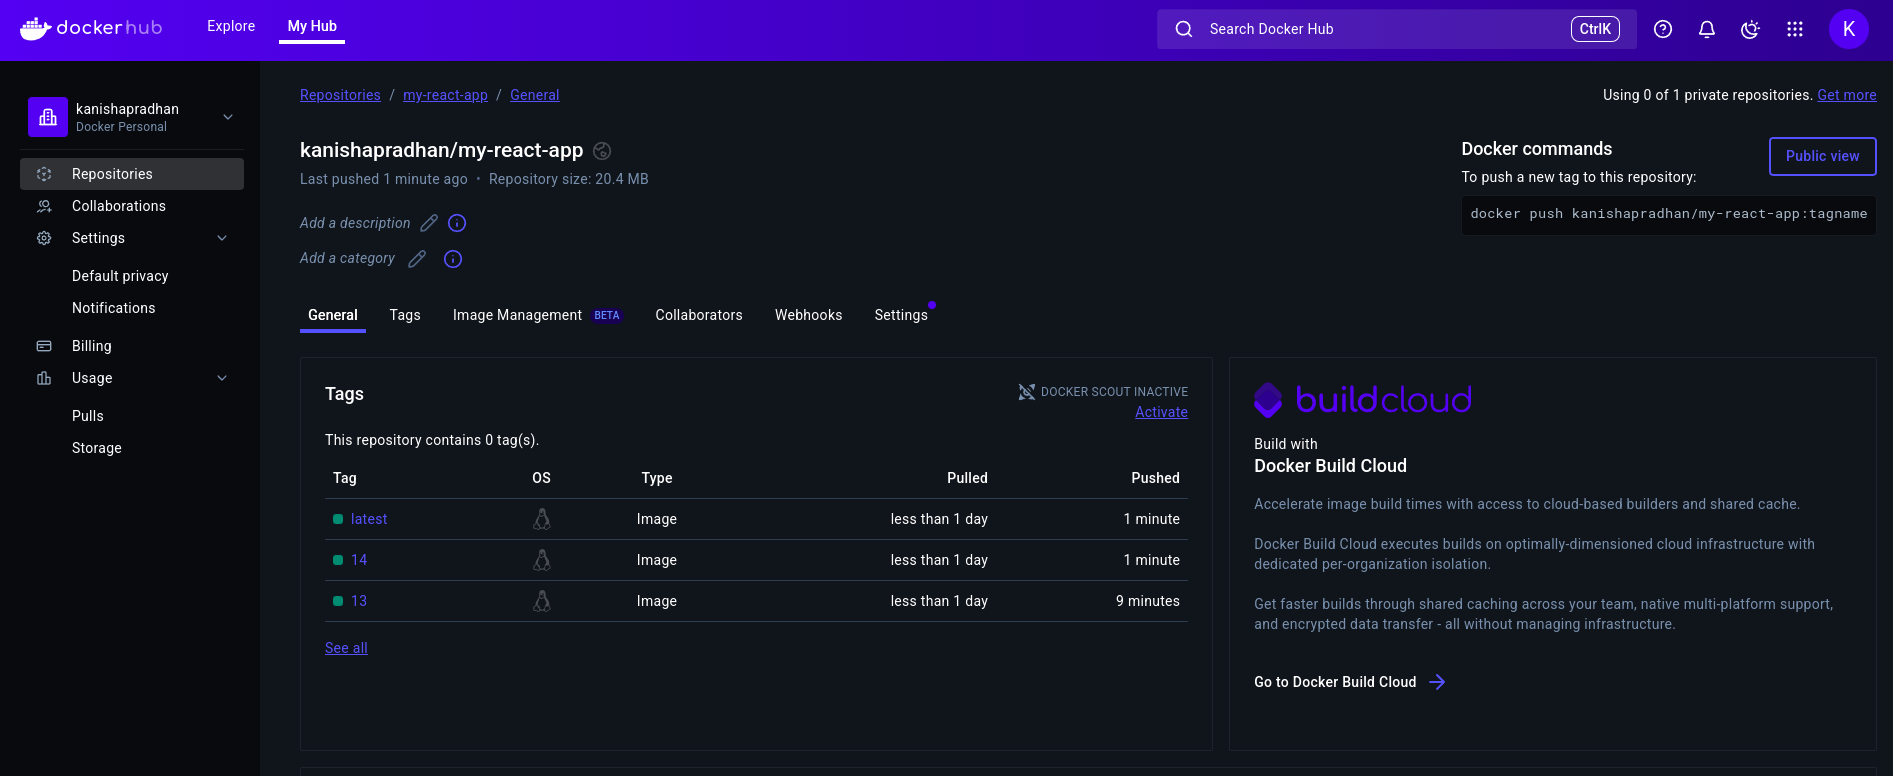 dockerhub
Explore
My Hub
Search Docker Hub
CtrlK
K
kanishapradhan
Docker Personal
Repositories
Collaborations
Settings
Default privacy
Notifications
Billing
Usage
Pulls
Storage
Repositories / my-react-app / General
Using 0 of 1 private repositories. Get more
kanishapradhan/my-react-app
Last pushed 1 minute ago • Repository size: 20.4 MB
Add a description
Add a category
Docker commands
Public view
To push a new tag to this repository:
docker push kanishapradhan/my-react-app:tagname
General Tags Image Management BETA Collaborators Webhooks Settings
Tags
DOCKER SCOUT INACTIVE
Activate
This repository contains 0 tag(s).
Tag OS Type Pulled Pushed
latest Image less than 1 day 1 minute
14 Image less than 1 day 1 minute
13 Image less than 1 day 9 minutes
See all
buildcloud
Build with
Docker Build Cloud
Accelerate image build times with access to cloud-based builders and shared cache.
Docker Build Cloud executes builds on optimally-dimensioned cloud infrastructure with
dedicated per-organization isolation.
Get faster builds through shared caching across your team, native multi-platform support,
and encrypted data transfer - all without managing infrastructure.
Go to Docker Build Cloud